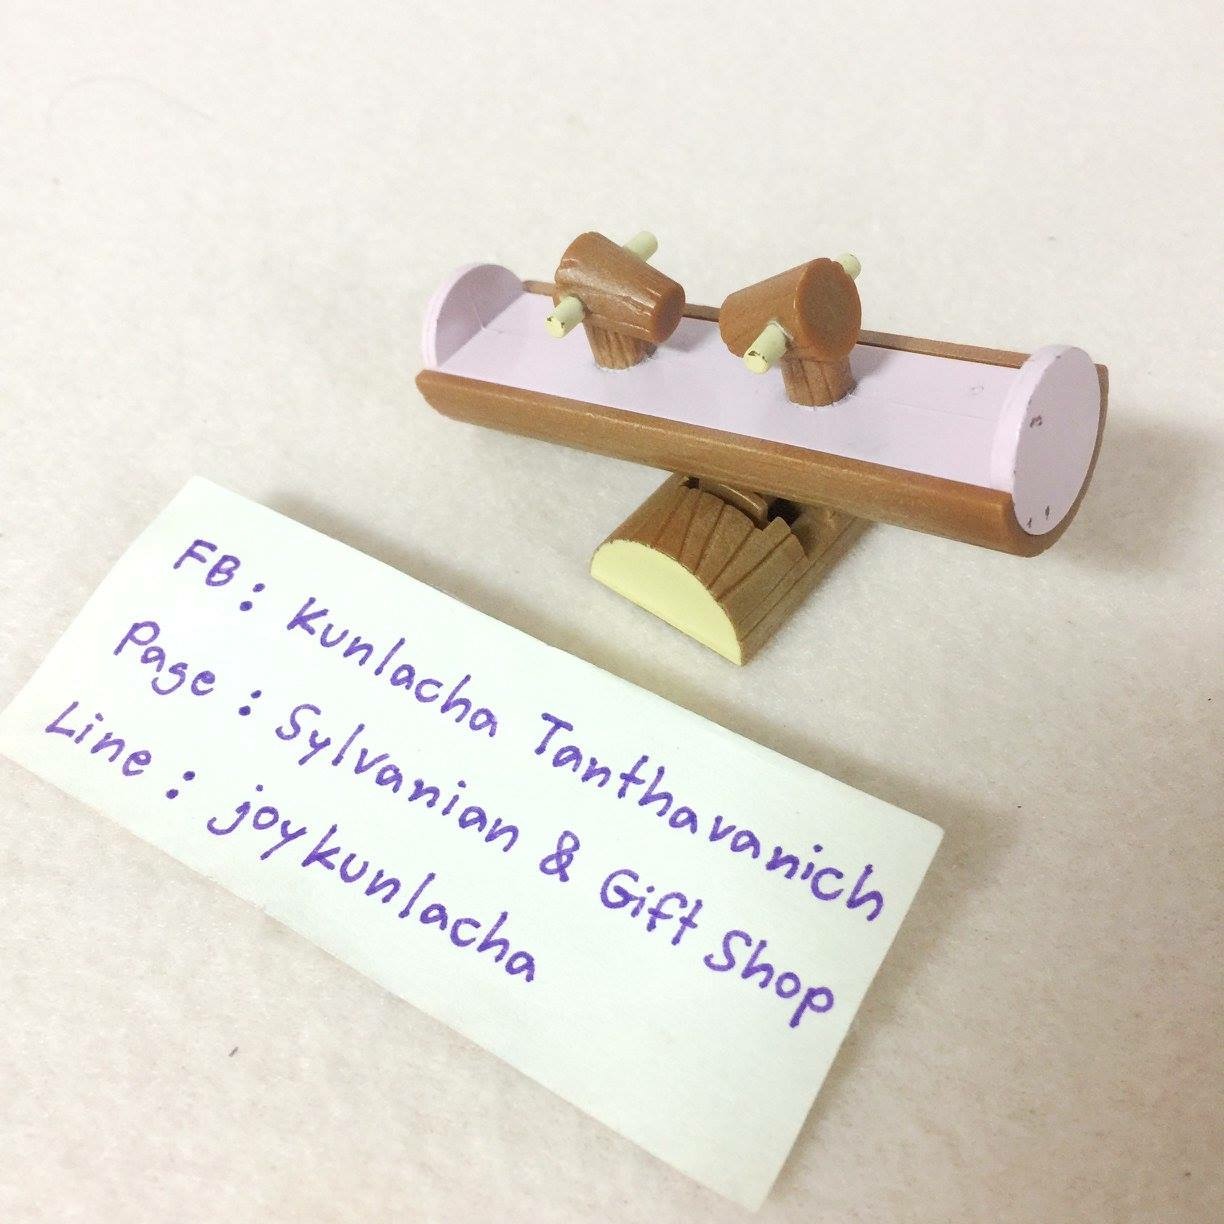 FB: Kunlacha Tanthavanich
Page : Sylvanian & Gift Shop
Line : joykunlacha